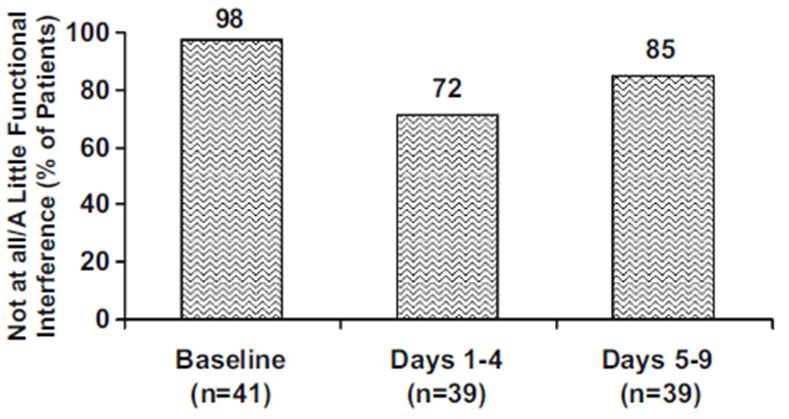 Not at all/A Little Functional
Interference (% of Patients)
100
80
60
40
20
0
98
72
85
Baseline
(n=41)
Days 1-4
(n=39)
Days 5-9
(n=39)